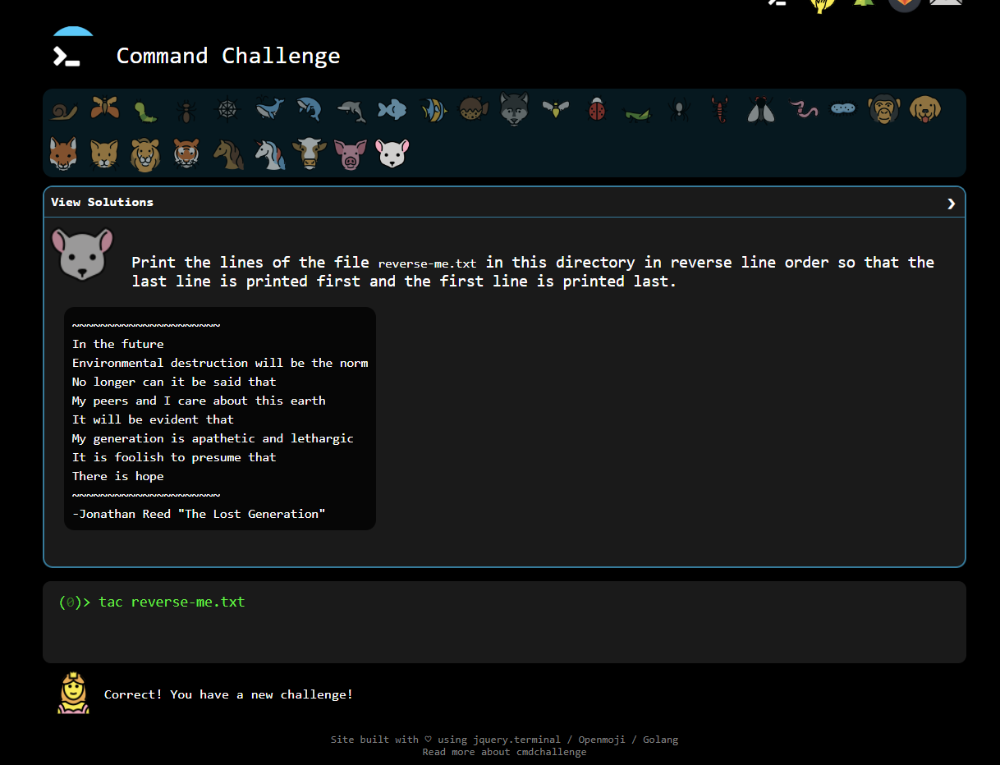 Command Challenge
View Solutions
Print the lines of the file reverse-me.txt in this directory in reverse line order so that the
last line is printed first and the first line is printed last.
~~~~~~~~~~~~~~~~~~~~~
In the future
Environmental destruction will be the norm
No longer can it be said that
My peers and I care about this earth
It will be evident that
My generation is apathetic and lethargic
It is foolish to presume that
There is hope
~~~~~~~~~~~~~~~~~~~~~
-Jonathan Reed "The Lost Generation"
(0)> tac reverse-me.txt
Correct! You have a new challenge!
Site built with ♡ using jquery.terminal / Openmoji / Golang
Read more about cmdchallenge